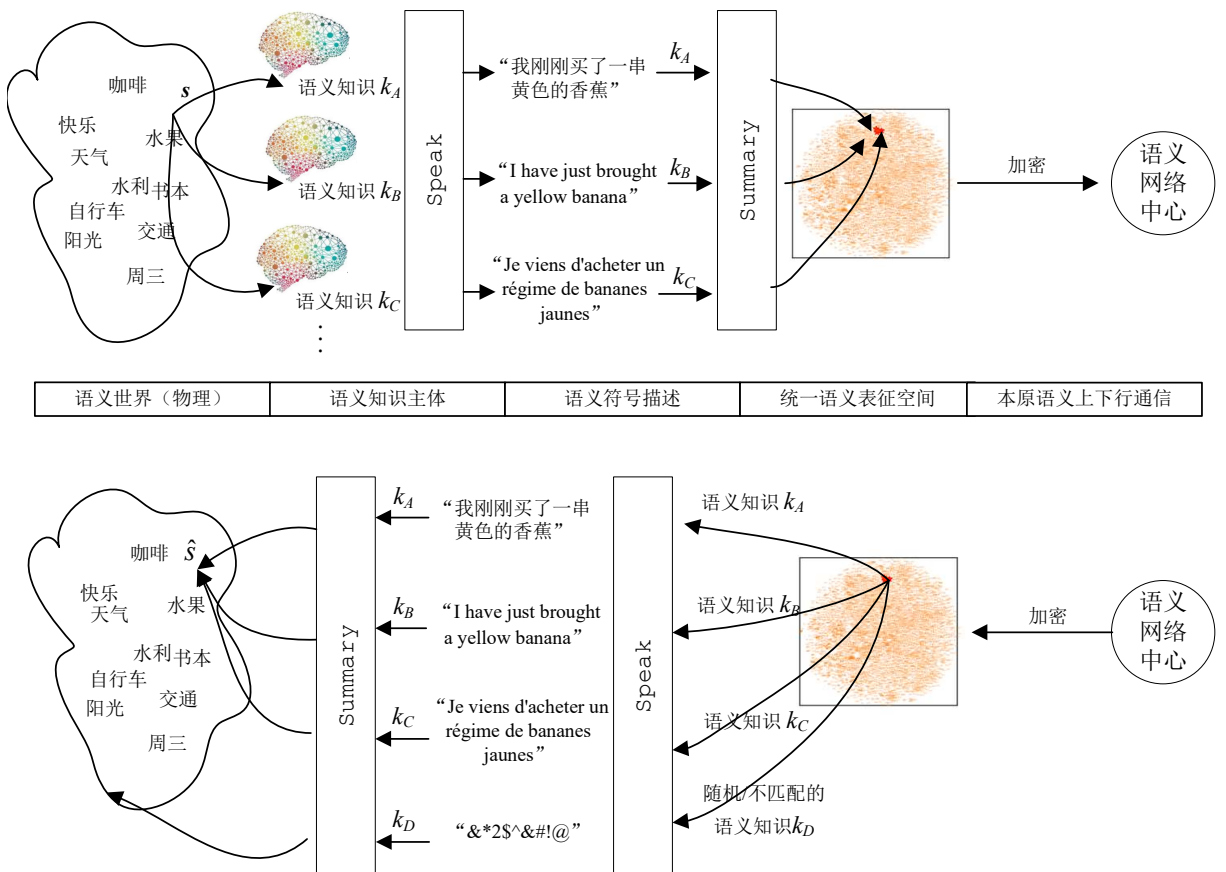 咖啡
s
快乐
天气
水果
水利
书本
自行车
阳光
交通
周三
语义知识 kA
语义知识 kB
语义知识 kC
⋮
Speak
“我刚刚买了一串
黄色的香蕉”
“I have just brought
a yellow banana”
“Je viens d'acheter un
régime de bananes
jaunes”
kA
kB
kC
Summary
加密
语义
网络
中心
语义世界（物理）
语义知识主体
语义符号描述
统一语义表征空间
本原语义上下行通信
咖啡
ŝ
快乐
天气
水果
水利
书本
自行车
阳光
交通
周三
Summary
kA
“我刚刚买了一串
黄色的香蕉”
kB
“I have just brought
a yellow banana”
kC
“Je viens d'acheter un
régime de bananes
jaunes”
kD
“&*2$^&#!@”
Speak
语义知识 kA
语义知识 kB
语义知识 kC
随机/不匹配的
语义知识kD
加密
语义
网络
中心